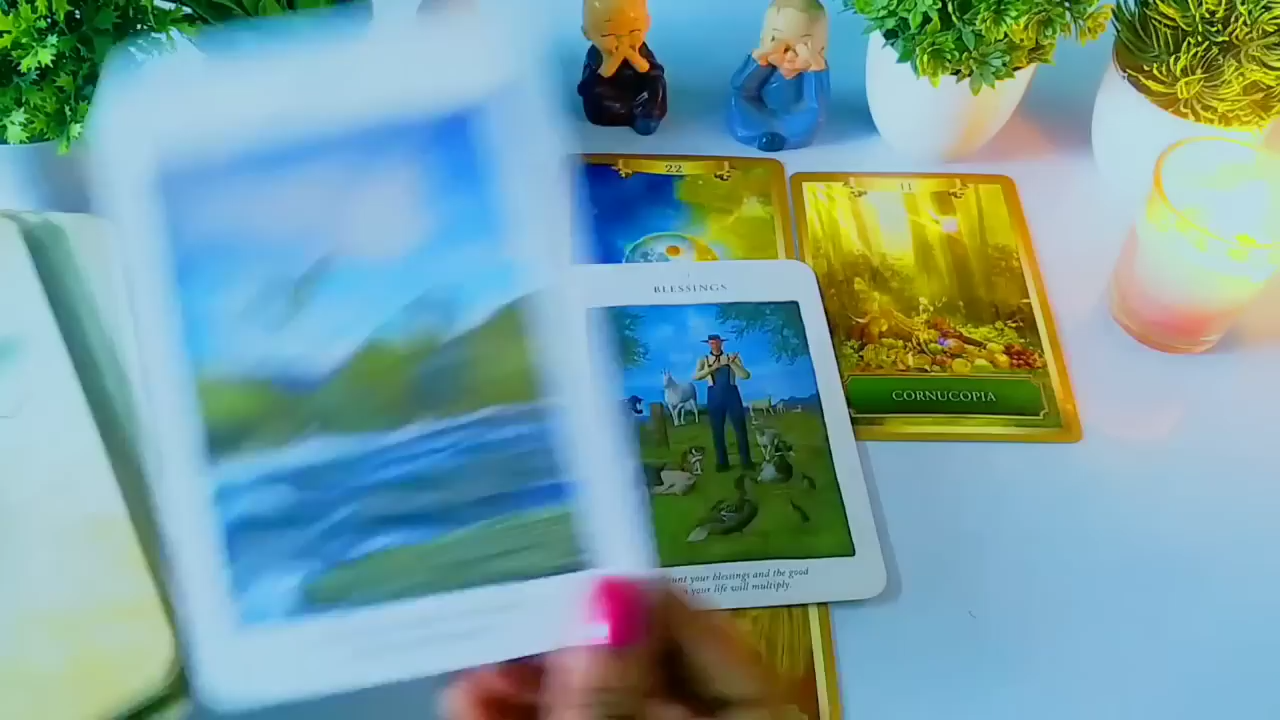 22
11
BLESSINGS
CORNUCOPIA
your blessings and the good
your life will multiply.